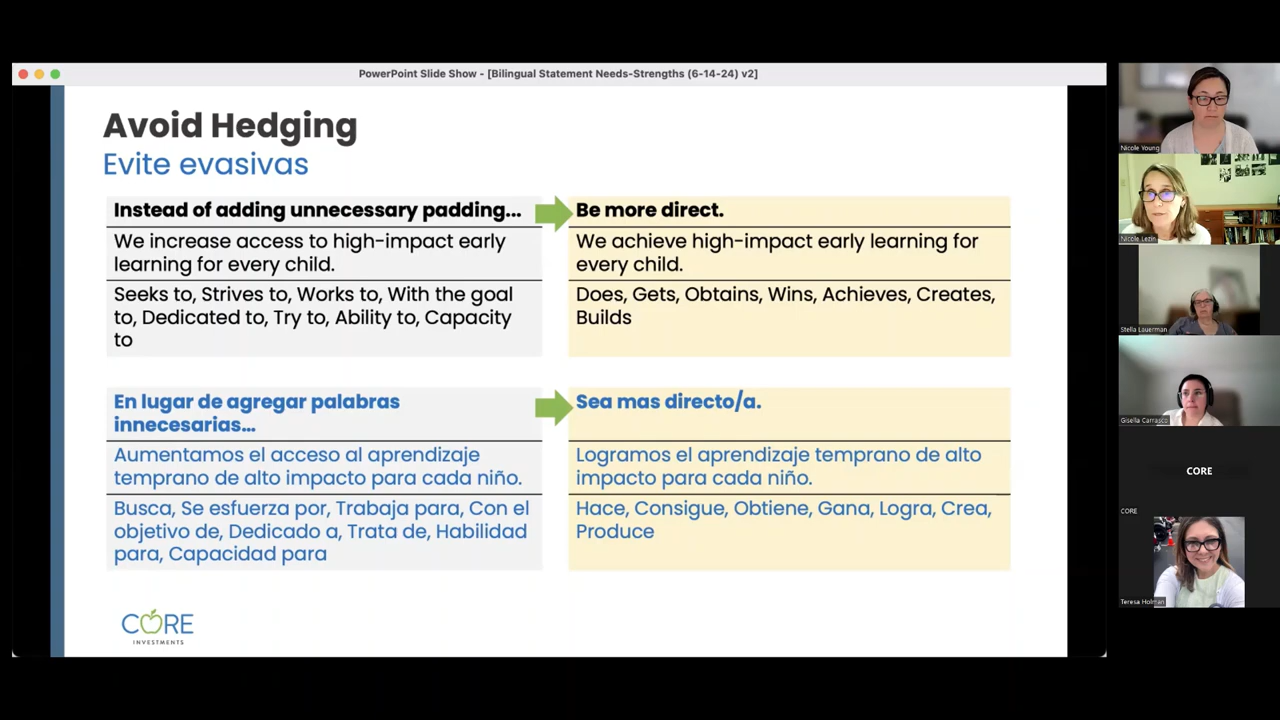 PowerPoint Slide Show - [Bilingual Statement Needs-Strengths (6-14-24) v2]
Avoid Hedging
Evite evasivas
Instead of adding unnecessary padding...
Be more direct.
We increase access to high-impact early
learning for every child.
We achieve high-impact early learning for
every child.
Seeks to, Strives to, Works to, With the goal
to, Dedicated to, Try to, Ability to, Capacity
to
Does, Gets, Obtains, Wins, Achieves, Creates,
Builds
En lugar de agregar palabras
innecesarias...
Sea mas directo/a.
Aumentamos el acceso al aprendizaje
temprano de alto impacto para cada niño.
Logramos el aprendizaje temprano de alto
impacto para cada niño.
Busca, Se esfuerza por, Trabaja para, Con el
objetivo de, Dedicado a, Trata de, Habilidad
para, Capacidad para
Hace, Consigue, Obtiene, Gana, Logra, Crea,
Produce
CORE
INVESTMENTS
Nicole Young
Nicole Lezin
Stella Lauerman
Gisella Carrasco
CORE
CORE
Teresa Holman